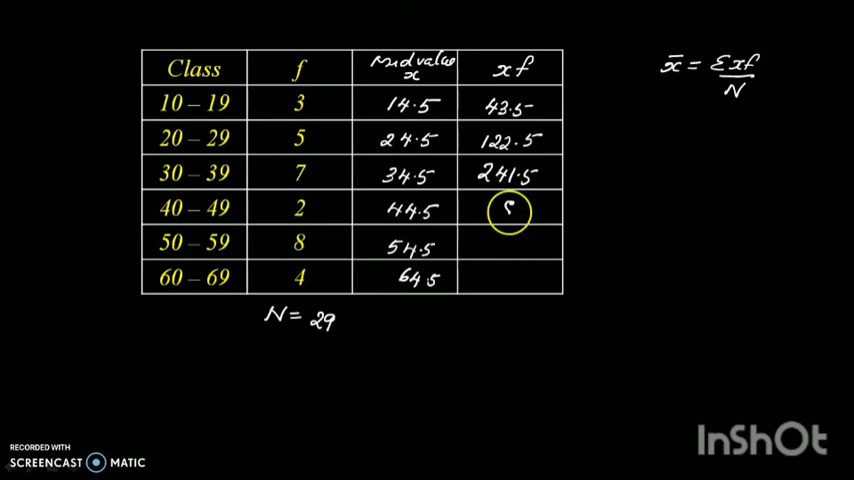 Class f mid value x xf
10 – 19 3 14.5 43.5
20 – 29 5 24.5 122.5
30 – 39 7 34.5 241.5
40 – 49 2 44.5
50 – 59 8 54.5
60 – 69 4 64.5
N = 29
x̄ = Σxf / N
RECORDED WITH
SCREENCAST MATIC
InShOt